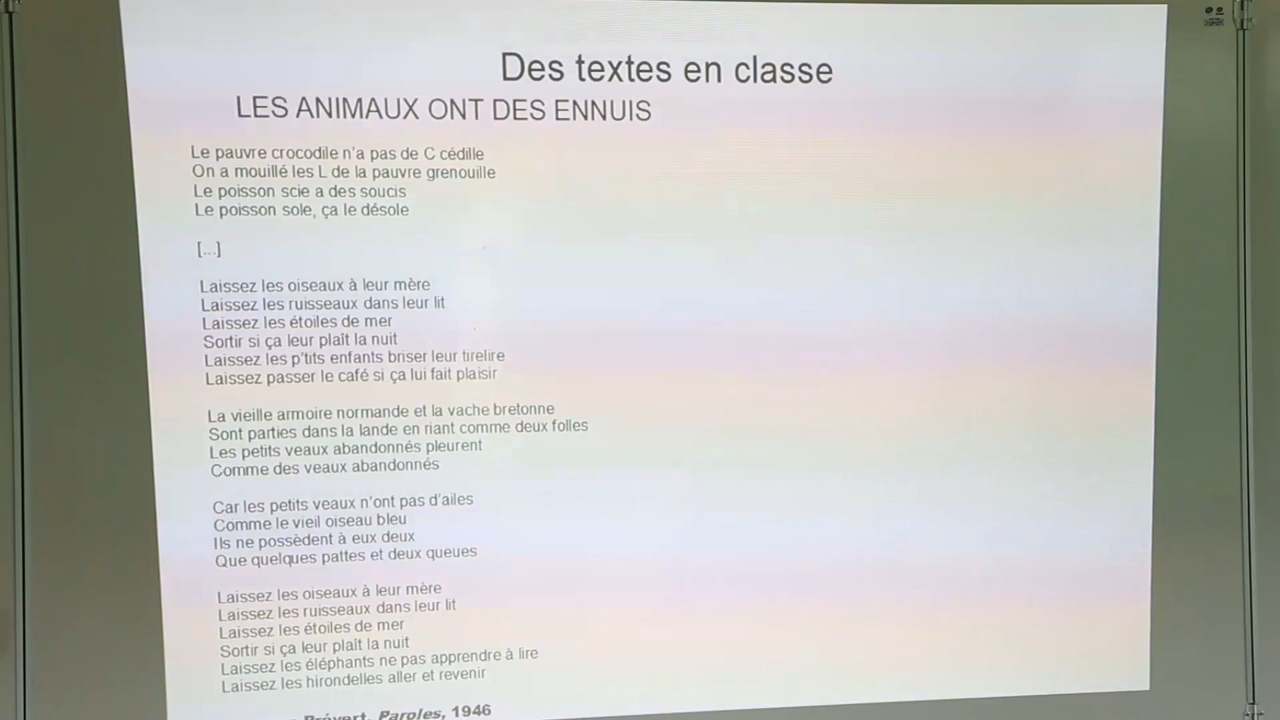 Des textes en classe
LES ANIMAUX ONT DES ENNUIS
Le pauvre crocodile n'a pas de C cédille
On a mouillé les L de la pauvre grenouille
Le poisson scie a des soucis
Le poisson sole, ça le désole
[...]
Laissez les oiseaux à leur mère
Laissez les ruisseaux dans leur lit
Laissez les étoiles de mer
Sortir si ça leur plaît la nuit
Laissez les p'tits enfants briser leur tirelire
Laissez passer le café si ça lui fait plaisir
La vieille armoire normande et la vache bretonne
Sont parties dans la lande en riant comme deux folles
Les petits veaux abandonnés pleurent
Comme des veaux abandonnés
Car les petits veaux n'ont pas d'ailes
Comme le vieil oiseau bleu
Ils ne possèdent à eux deux
Que quelques pattes et deux queues
Laissez les oiseaux à leur mère
Laissez les ruisseaux dans leur lit
Laissez les étoiles de mer
Sortir si ça leur plaît la nuit
Laissez les éléphants ne pas apprendre à lire
Laissez les hirondelles aller et revenir
Prévert, Paroles, 1946